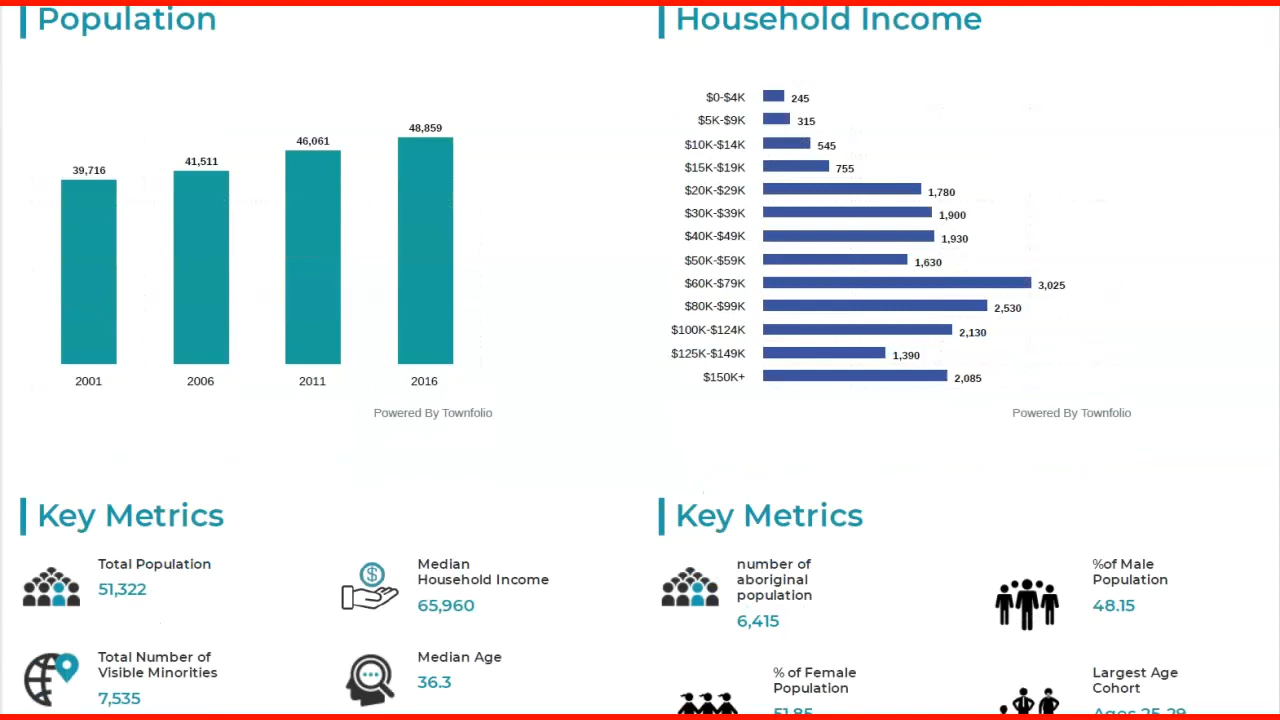 Population
39,716
41,511
46,061
48,859
2001
2006
2011
2016
Powered By Townfolio
Household Income
$0-$4K 245
$5K-$9K 315
$10K-$14K 545
$15K-$19K 755
$20K-$29K 1,780
$30K-$39K 1,900
$40K-$49K 1,930
$50K-$59K 1,630
$60K-$79K 3,025
$80K-$99K 2,530
$100K-$124K 2,130
$125K-$149K 1,390
$150K+ 2,085
Powered By Townfolio
Key Metrics
Total Population
51,322
Median
Household Income
65,960
Total Number of
Visible Minorities
7,535
Median Age
36.3
Key Metrics
number of
aboriginal
population
6,415
%of Male
Population
48.15
% of Female
Population
51.85
Largest Age
Cohort
Ages 25-29